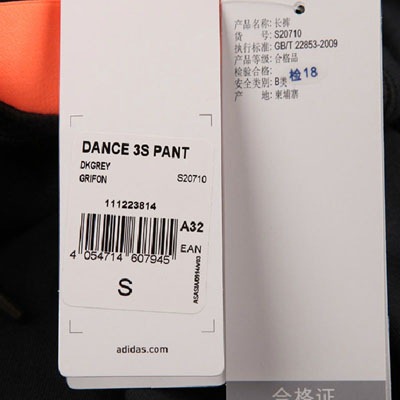 DANCE 3S PANT
DKGREY
GRIFON S20710
111223814
A32
EAN
4 054714 607945
S
adidas.com
产品名称: 长裤
货 号: S20710
执行标准: GB/T 22853-2009
产品等级: 合格品
检验合格: 检18
安全类别: B类
产 地: 柬埔寨
合格证